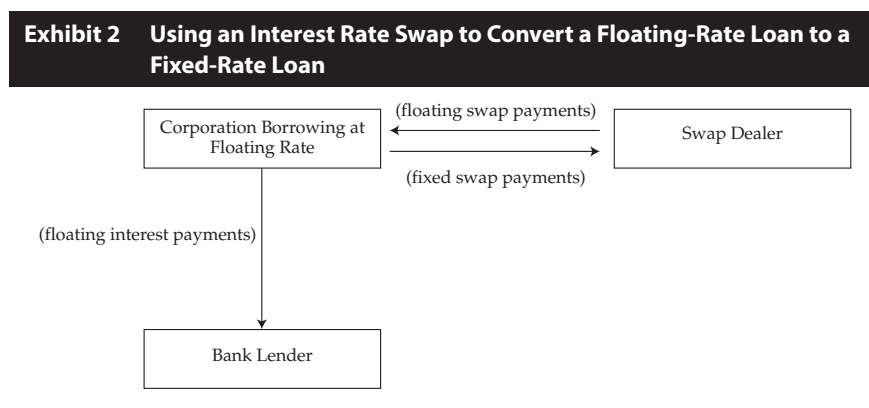 Exhibit 2 Using an Interest Rate Swap to Convert a Floating-Rate Loan to a
Fixed-Rate Loan
(floating swap payments)
Corporation Borrowing at
Floating Rate
Swap Dealer
(fixed swap payments)
(floating interest payments)
Bank Lender